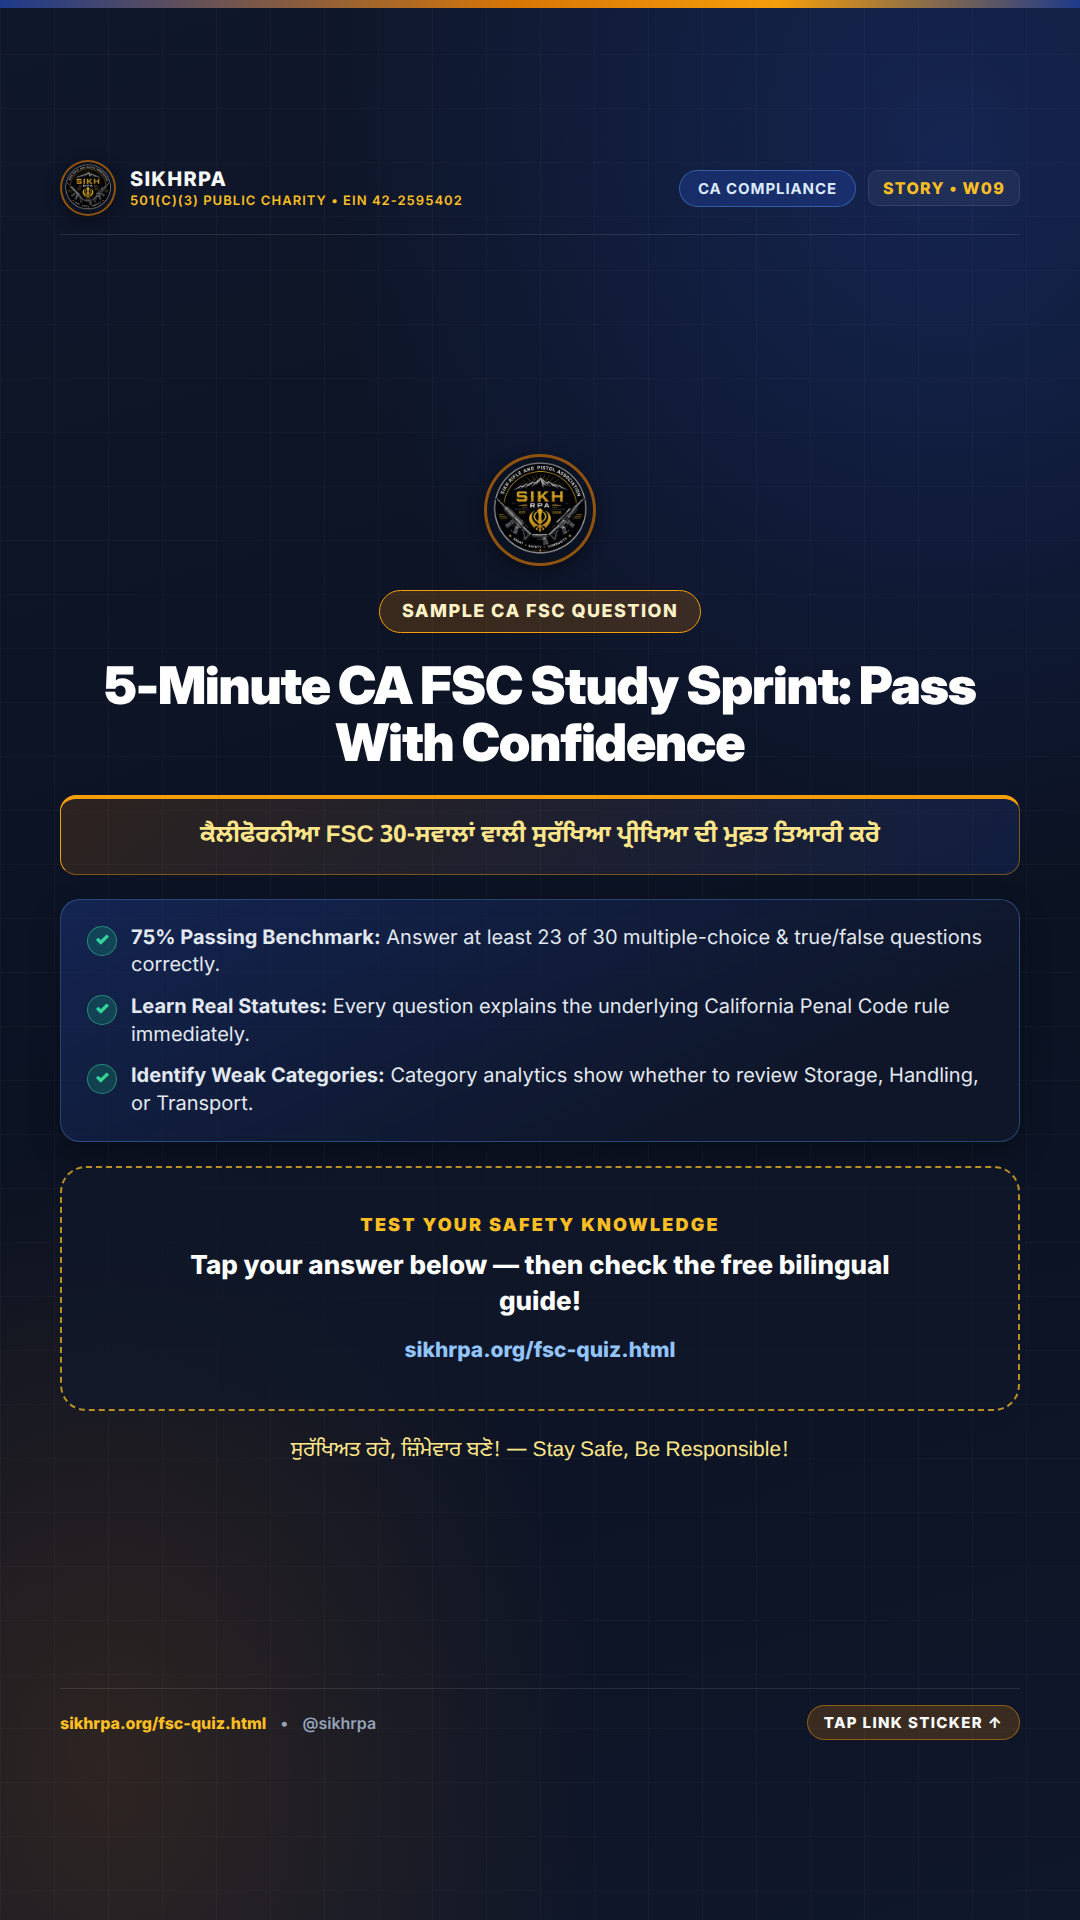 SIKHRPA
501(C)(3) PUBLIC CHARITY • EIN 42-2595402
CA COMPLIANCE
STORY • W09
SIKH RIFLE AND PISTOL ASSOCIATION
SIKH
RPA
SAMPLE CA FSC QUESTION
5-Minute CA FSC Study Sprint: Pass
With Confidence
ਕੈਲੀਫੋਰਨੀਆ FSC 30-ਸਵਾਲਾਂ ਵਾਲੀ ਸੁਰੱਖਿਆ ਪ੍ਰੀਖਿਆ ਦੀ ਮੁਫ਼ਤ ਤਿਆਰੀ ਕਰੋ
75% Passing Benchmark: Answer at least 23 of 30 multiple-choice & true/false questions
correctly.
Learn Real Statutes: Every question explains the underlying California Penal Code rule
immediately.
Identify Weak Categories: Category analytics show whether to review Storage, Handling,
or Transport.
TEST YOUR SAFETY KNOWLEDGE
Tap your answer below — then check the free bilingual
guide!
sikhrpa.org/fsc-quiz.html
ਸੁਰੱਖਿਅਤ ਰਹੋ, ਜ਼ਿੰਮੇਵਾਰ ਬਣੋ! — Stay Safe, Be Responsible!
sikhrpa.org/fsc-quiz.html • @sikhrpa
TAP LINK STICKER ↑